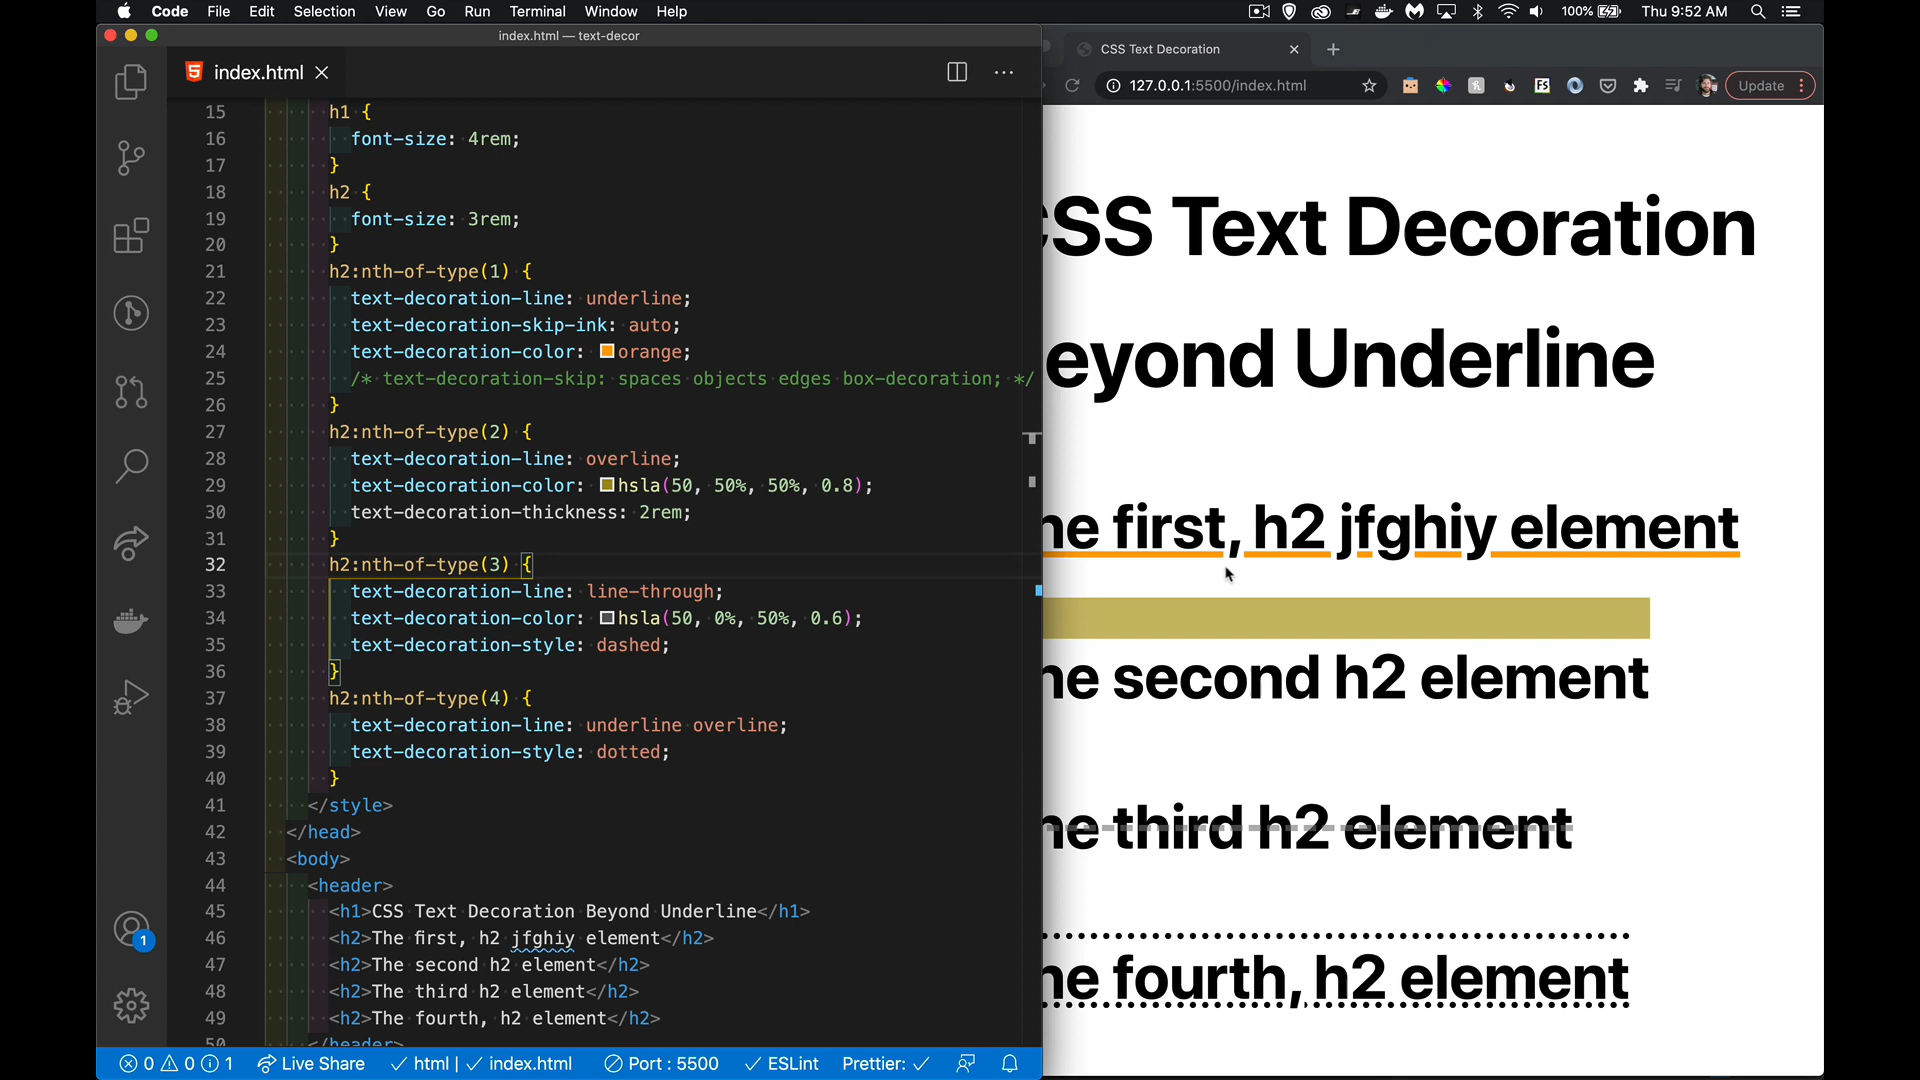 Code File Edit Selection View Go Run Terminal Window Help
100% Thu 9:52 AM
index.html — text-decor
index.html
15 h1 {
16 font-size: 4rem;
17 }
18 h2 {
19 font-size: 3rem;
20 }
21 h2:nth-of-type(1) {
22 text-decoration-line: underline;
23 text-decoration-skip-ink: auto;
24 text-decoration-color: orange;
25 /* text-decoration-skip: spaces objects edges box-decoration; */
26 }
27 h2:nth-of-type(2) {
28 text-decoration-line: overline;
29 text-decoration-color: hsla(50, 50%, 50%, 0.8);
30 text-decoration-thickness: 2rem;
31 }
32 h2:nth-of-type(3) {
33 text-decoration-line: line-through;
34 text-decoration-color: hsla(50, 0%, 50%, 0.6);
35 text-decoration-style: dashed;
36 }
37 h2:nth-of-type(4) {
38 text-decoration-line: underline overline;
39 text-decoration-style: dotted;
40 }
41 </style>
42 </head>
43 <body>
44 <header>
45 <h1>CSS Text Decoration Beyond Underline</h1>
46 <h2>The first, h2 jfghiy element</h2>
47 <h2>The second h2 element</h2>
48 <h2>The third h2 element</h2>
49 <h2>The fourth, h2 element</h2>
50 </header>
1
0 0 1 Live Share html | index.html Port : 5500 ESLint Prettier:
CSS Text Decoration
127.0.0.1:5500/index.html
FS
Update
CSS Text Decoration
eyond Underline
he first, h2 jfghiy element
he second h2 element
he third h2 element
he fourth, h2 element